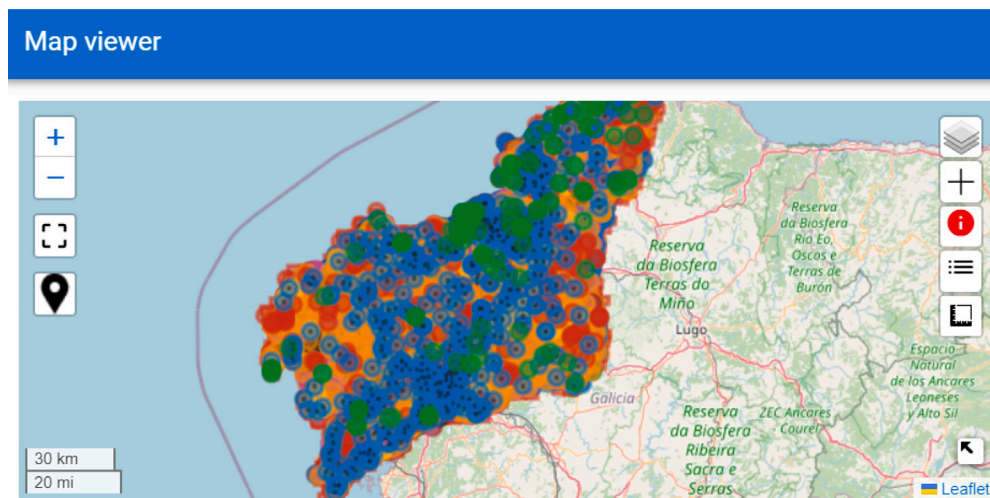 Map viewer
+
−
Reserva
da Biosfera
Río Eo,
Oscos e
Terras de
Burón
Reserva
da Biosfera
Terras do
Miño
Lugo
Espacio
Natural
de los Ancares
Leoneses
y Alto Sil
Galicia
Reserva
da Biosfera
Ribeira
Sacra e
Serras
ZEC Ancares
- Courel
30 km
20 mi
Leaflet